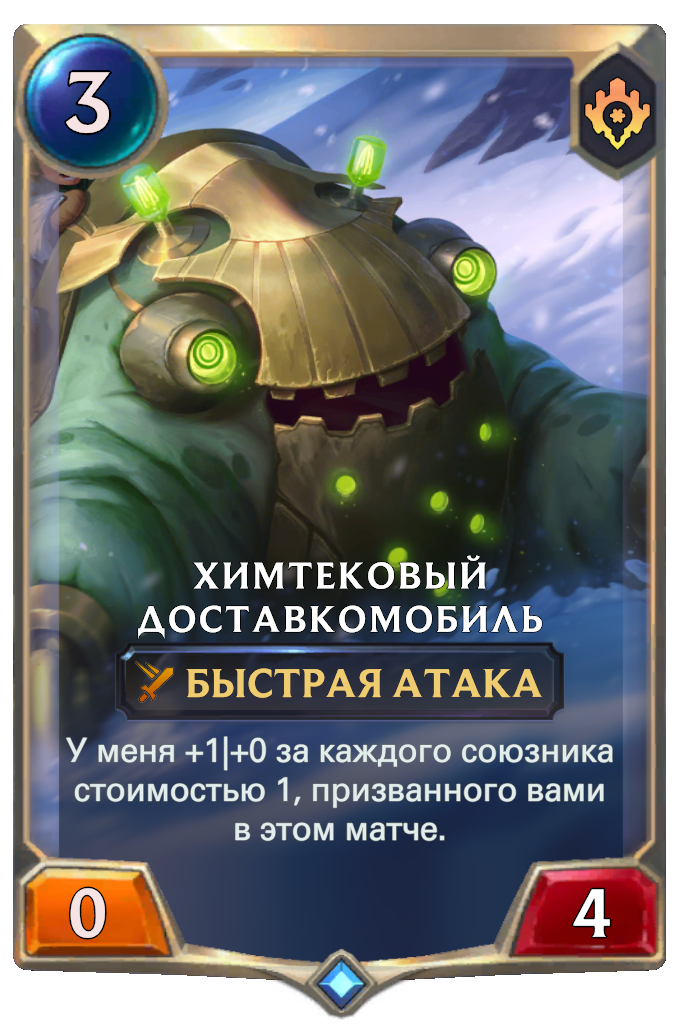 3
ХИМТЕКОВЫЙ
ДОСТАВКОМОБИЛЬ
БЫСТРАЯ АТАКА
У меня +1|+0 за каждого союзника
стоимостью 1, призванного вами
в этом матче.
0
4